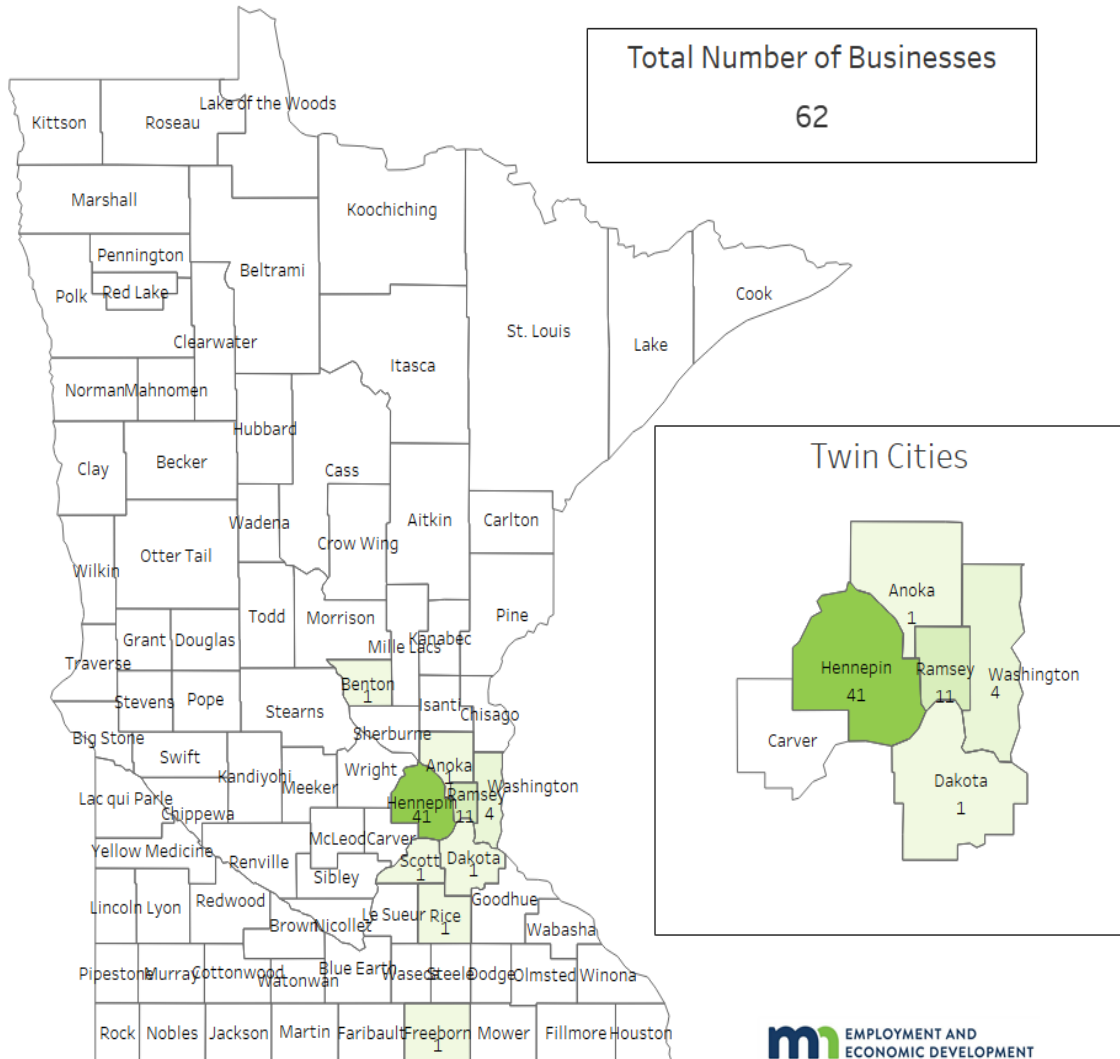 Total Number of Businesses
62
Lake of the Woods
Kittson
Roseau
Marshall
Koochiching
Pennington
Beltrami
Polk
Red Lake
Cook
St. Louis
Clearwater
Lake
Itasca
Norman
Mahnomen
Hubbard
Becker
Clay
Cass
Wadena
Aitkin
Carlton
Crow Wing
Otter Tail
Wilkin
Todd
Morrison
Pine
Grant
Douglas
Mille Lacs
Kanabec
Traverse
Benton
1
Stevens
Pope
Stearns
Isanti
Chisago
Sherburne
Big Stone
Swift
Kandiyohi
Meeker
Wright
Anoka
1
Washington
4
Lac qui Parle
Chippewa
Hennepin
41
Ramsey
11
McLeod
Carver
Yellow Medicine
Renville
Scott
1
Dakota
1
Sibley
Lincoln
Lyon
Redwood
Brown
Nicollet
Le Sueur
Rice
1
Goodhue
Wabasha
Pipestone
Murray
Cottonwood
Watonwan
Blue Earth
Waseca
Steele
Dodge
Olmsted
Winona
Rock
Nobles
Jackson
Martin
Faribault
Freeborn
1
Mower
Fillmore
Houston
Twin Cities
Anoka
1
Hennepin
41
Ramsey
11
Washington
4
Carver
Dakota
1
mn EMPLOYMENT AND
ECONOMIC DEVELOPMENT